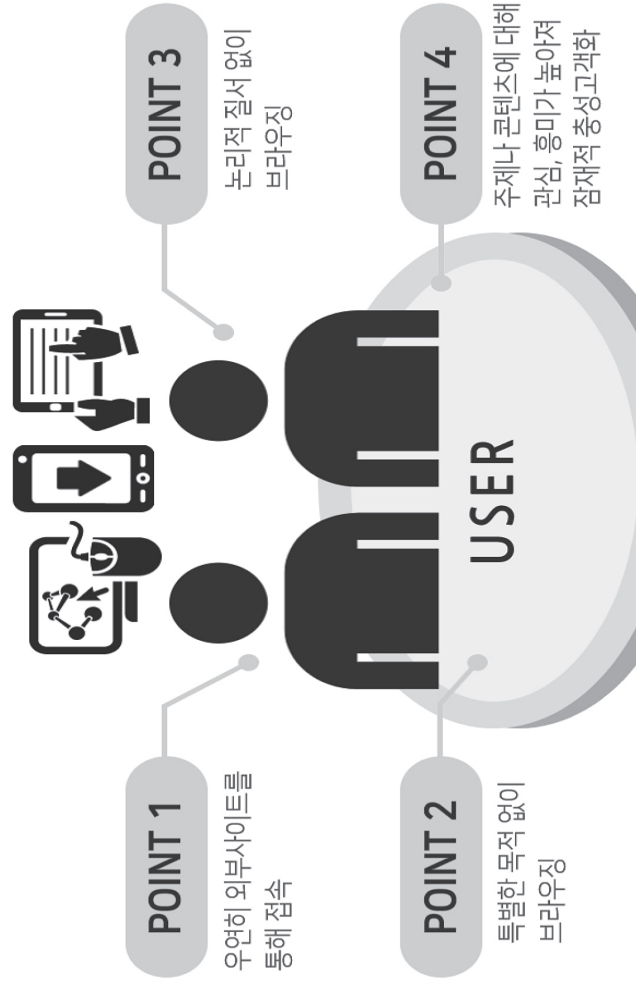 POINT 1
우연히 외부사이트를
통해 접속
POINT 2
특별한 목적 없이
브라우징
POINT 3
논리적 질서 없이
브라우징
POINT 4
주제나 콘텐츠에 대해
관심, 흥미가 높아져
잠재적 충성고객화
USER